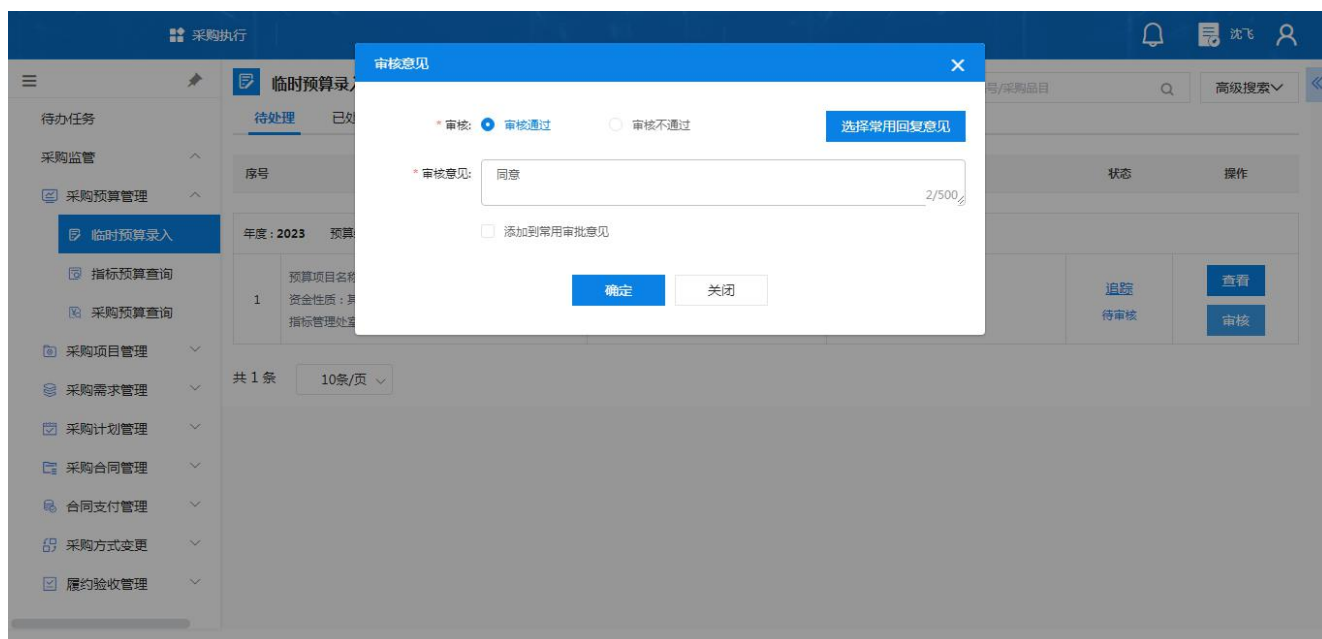 采购执行
沈飞
审核意见
临时预算录
号/采购品目
高级搜索
待办任务
待处理
已处
* 审核:
审核通过
审核不通过
选择常用回复意见
采购监管
序号
* 审核意见:
同意
2/500
状态
操作
采购预算管理
临时预算录入
年度 : 2023 预算
添加到常用审批意见
指标预算查询
预算项目名称
确定
关闭
追踪
查看
1
资金性质 : 其
采购预算查询
指标管理处室
待审核
审核
采购项目管理
共 1 条
10条/页
采购需求管理
采购计划管理
采购合同管理
合同支付管理
采购方式变更
履约验收管理